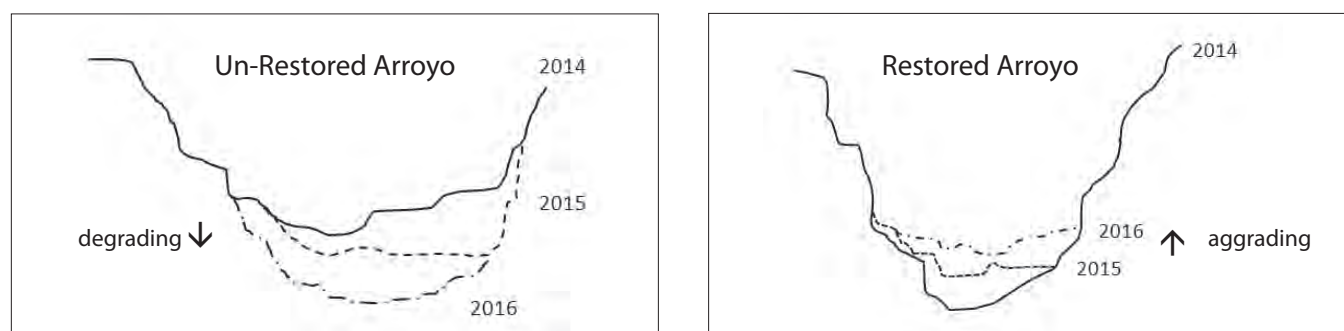 Un-Restored Arroyo
2014
2015
degrading ↓
2016
Restored Arroyo
2014
2016
↑ aggrading
2015